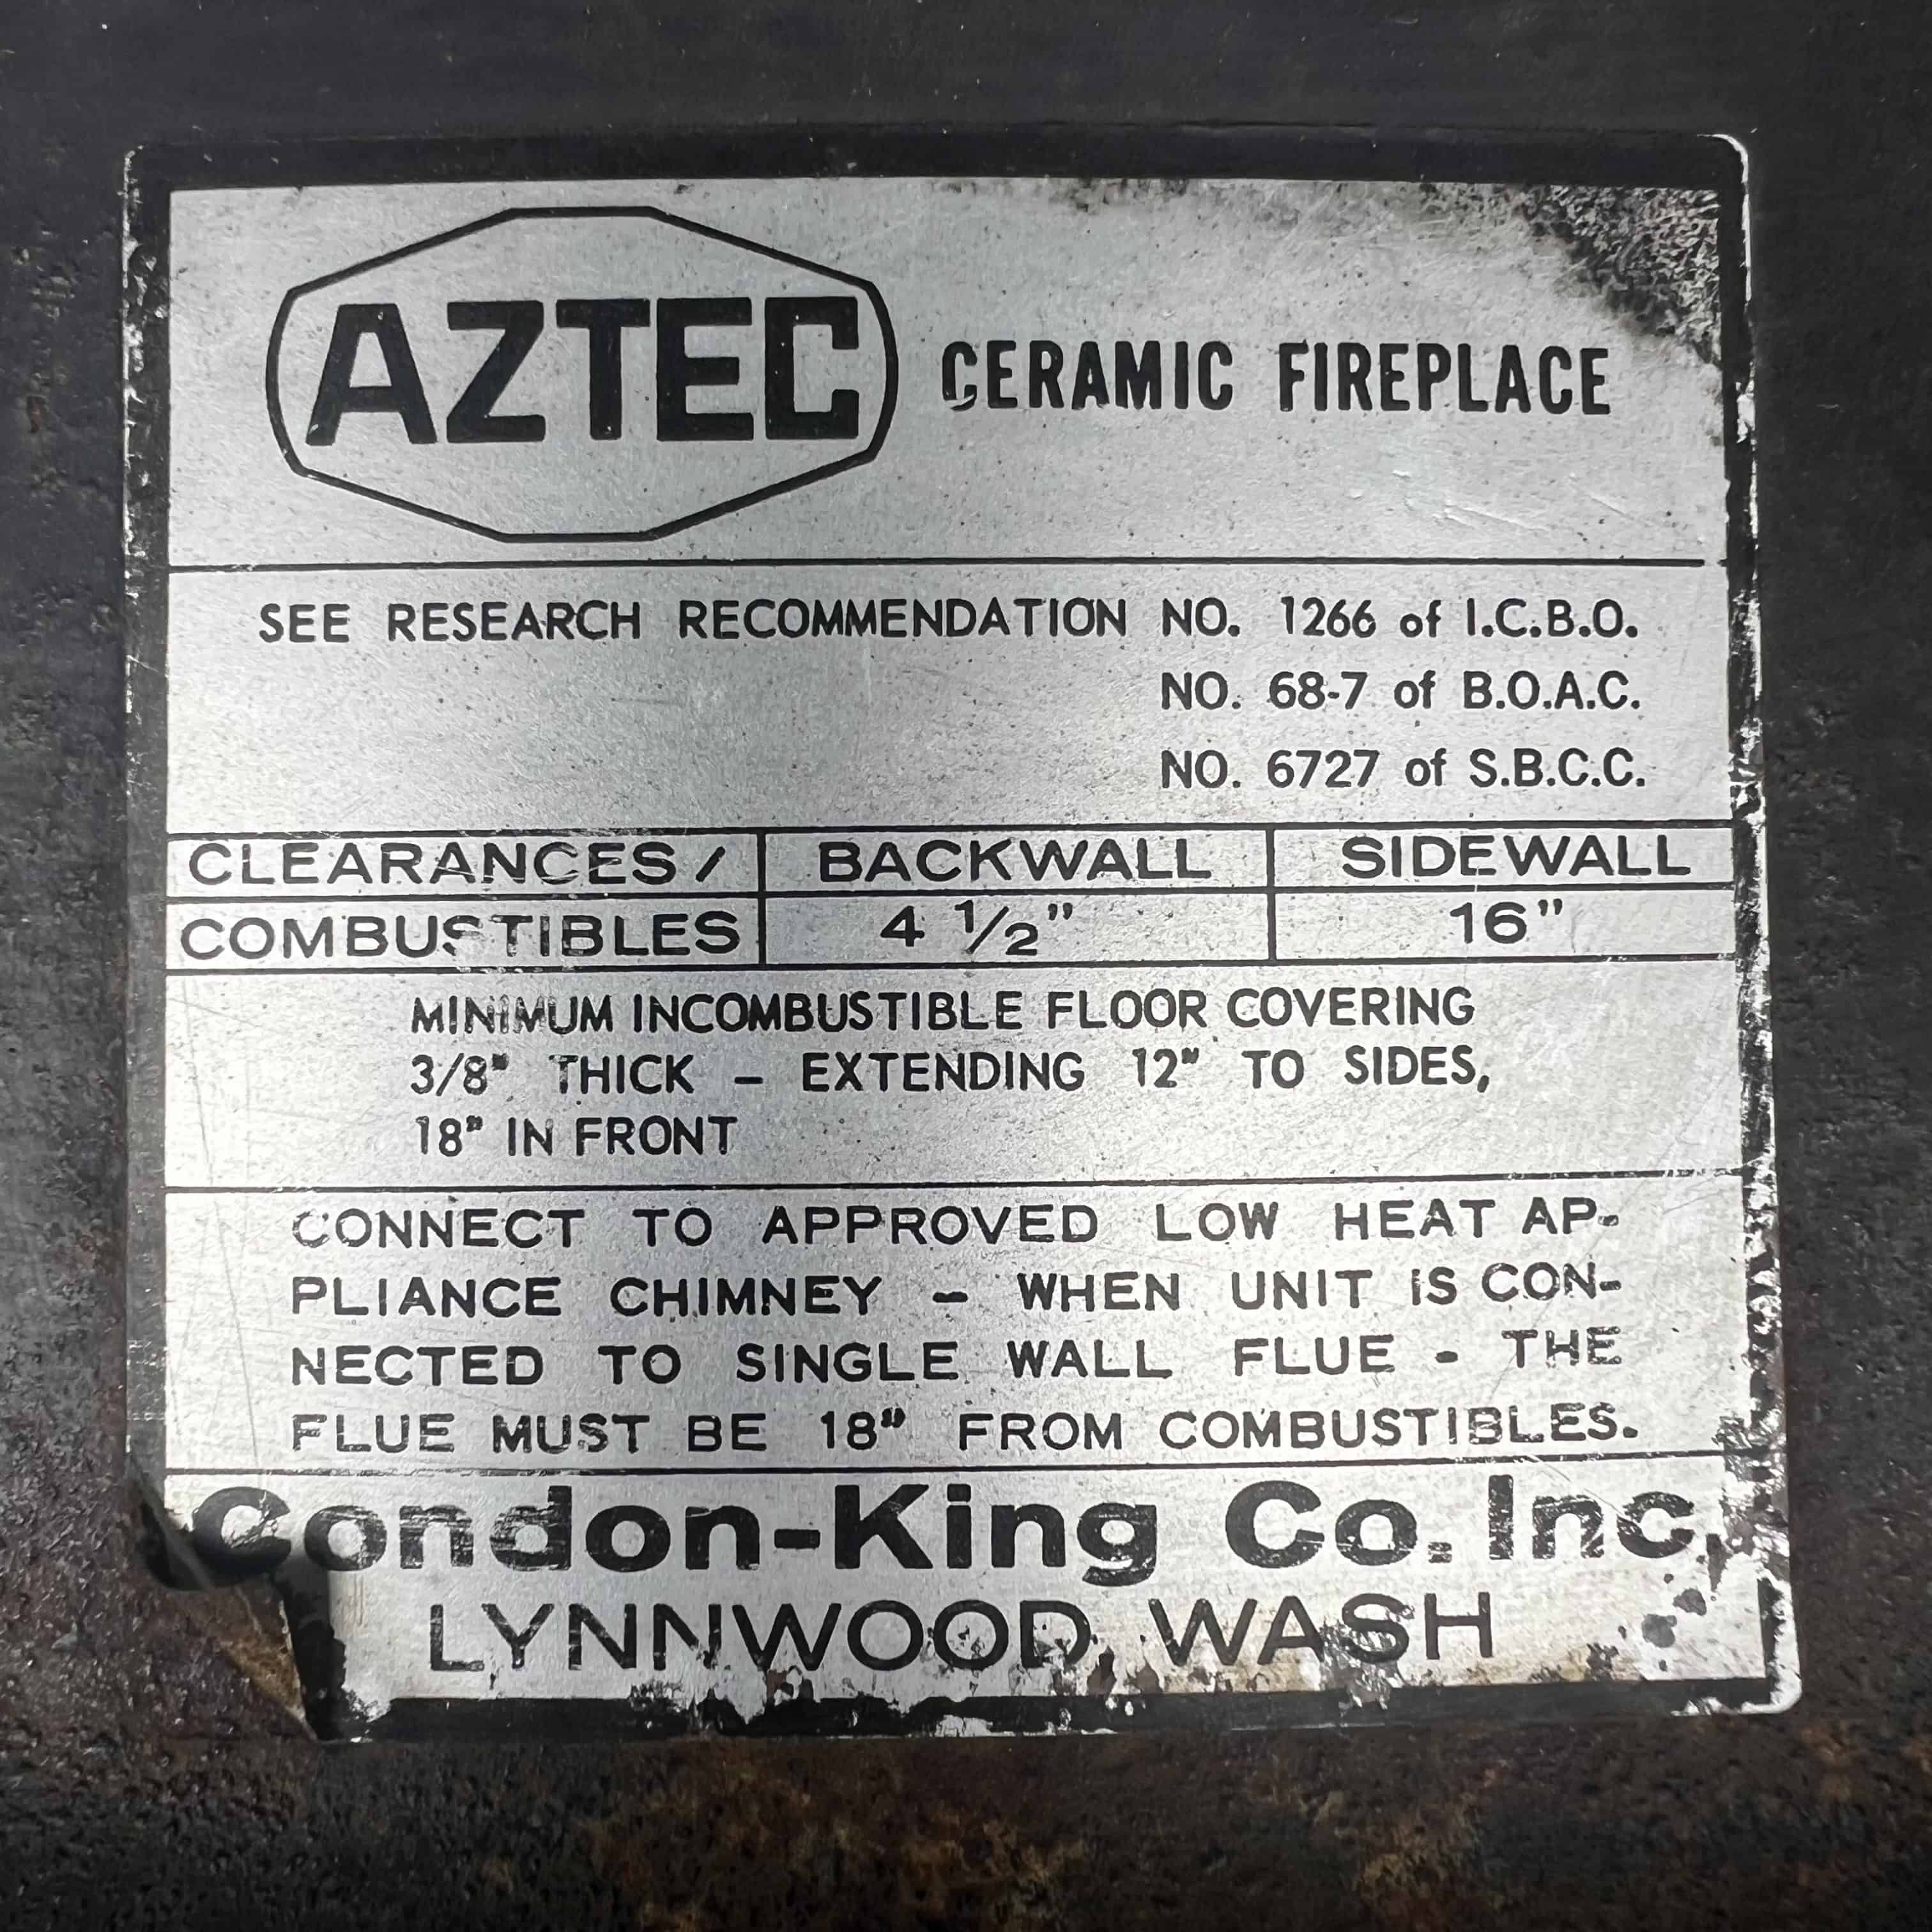 AZTEC CERAMIC FIREPLACE
SEE RESEARCH RECOMMENDATION NO. 1266 of I.C.B.O.
NO. 68-7 of B.O.A.C.
NO. 6727 of S.B.C.C.
CLEARANCES/ BACKWALL SIDEWALL
COMBUSTIBLES 4 1/2" 16"
MINIMUM INCOMBUSTIBLE FLOOR COVERING
3/8" THICK - EXTENDING 12" TO SIDES,
18" IN FRONT
CONNECT TO APPROVED LOW HEAT AP-
PLIANCE CHIMNEY - WHEN UNIT IS CON-
NECTED TO SINGLE WALL FLUE - THE
FLUE MUST BE 18" FROM COMBUSTIBLES.
Condon-King Co. Inc,
LYNNWOOD, WASH